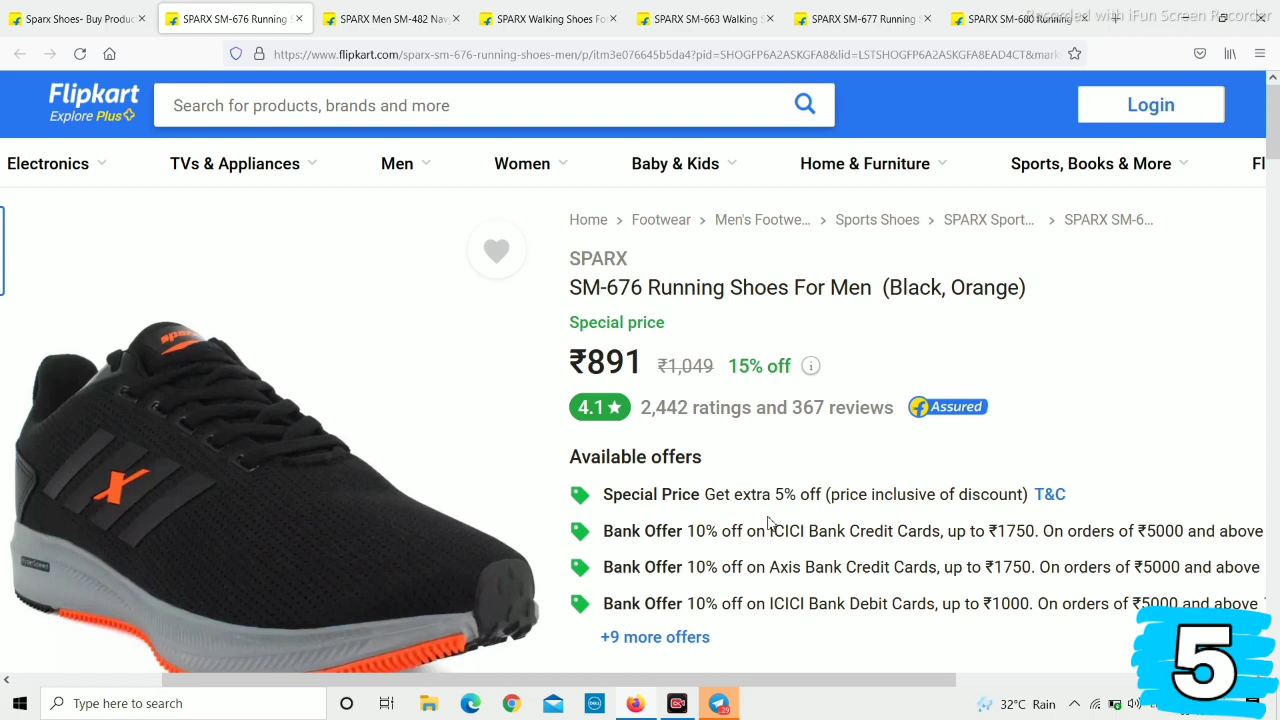 Sparx Shoes- Buy Produc
SPARX SM-676 Running S
SPARX Men SM-482 Nav
SPARX Walking Shoes Fo
SPARX SM-
Walking S
SPARX SM-677 Running
SPARX SM-
Running
Recorded with iFun Screen Recorder
https://www.flipkart.com/sparx-sm-676-running-shoes-men/p/itm3e076645b5da4?pid=SHOGFP6A2ASKGFA8&lid=LSTSHOGFP6A2ASKGFA8EAD4CT&mark
Flipkart
Explore Plus
Search for products, brands and more
Login
Electronics
TVs & Appliances
Men
Women
Baby & Kids
Home & Furniture
Sports, Books & More
Fl
Home > Footwear > Men's Footwe... > Sports Shoes > SPARX Sport... > SPARX SM-6...
SPARX
SM-676 Running Shoes For Men (Black, Orange)
Special price
₹891 ₹1,049 15% off i
4.1★ 2,442 ratings and 367 reviews Assured
Available offers
Special Price Get extra 5% off (price inclusive of discount) T&C
Bank Offer 10% off on ICICI Bank Credit Cards, up to ₹1750. On orders of ₹5000 and above
Bank Offer 10% off on Axis Bank Credit Cards, up to ₹1750. On orders of ₹5000 and above
Bank Offer 10% off on ICICI Bank Debit Cards, up to ₹1000. On orders of ₹5000 and above
+9 more offers
sparx
X
5
Type here to search
DELL
32°C Rain